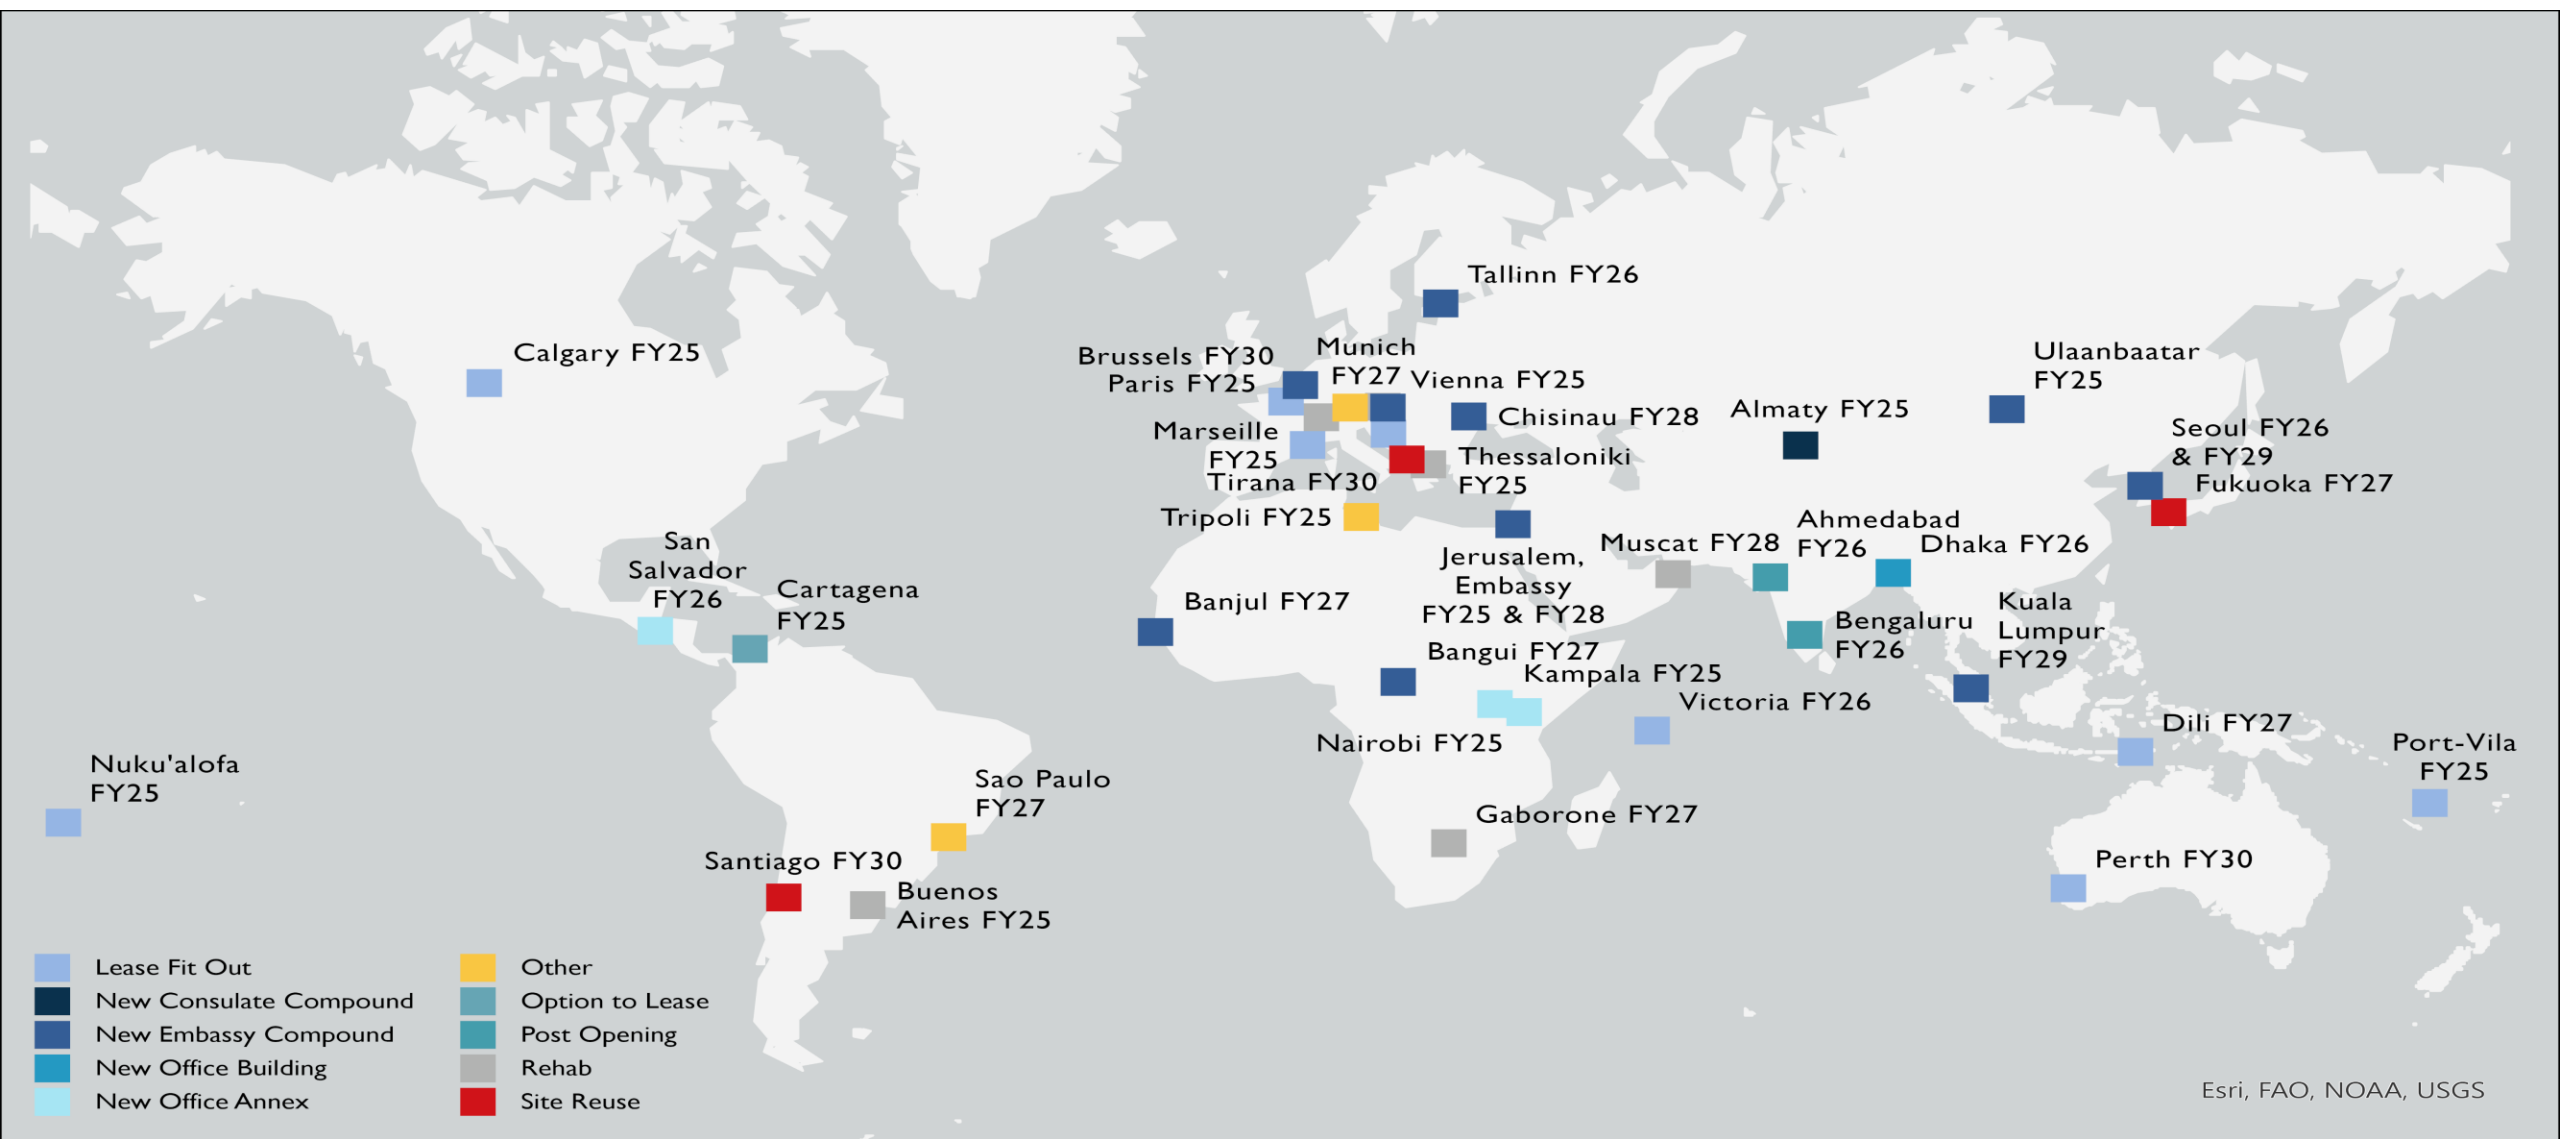 Tallinn FY26
Calgary FY25
Brussels FY30
Paris FY25
Munich
FY27
Vienna FY25
Chisinau FY28
Almaty FY25
Ulaanbaatar
FY25
Marseille
FY25
Tirana FY30
Thessaloniki
FY25
Seoul FY26
& FY29
Fukuoka FY27
Tripoli FY25
Jerusalem,
Embassy
FY25 & FY28
Muscat FY28
Ahmedabad
FY26
Dhaka FY26
San
Salvador
FY26
Cartagena
FY25
Banjul FY27
Bengaluru
FY26
Kuala
Lumpur
FY29
Bangui FY27
Kampala FY25
Victoria FY26
Nairobi FY25
Dili FY27
Port-Vila
FY25
Nuku'alofa
FY25
Sao Paulo
FY27
Gaborone FY27
Santiago FY30
Buenos
Aires FY25
Perth FY30
Lease Fit Out
New Consulate Compound
New Embassy Compound
New Office Building
New Office Annex
Other
Option to Lease
Post Opening
Rehab
Site Reuse
Esri, FAO, NOAA, USGS